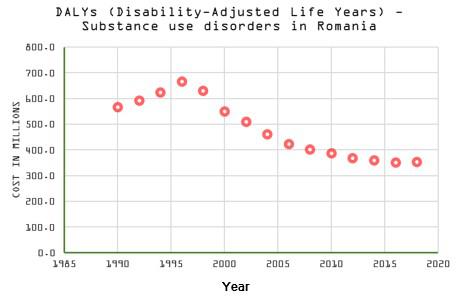 DALYs (Disability-Adjusted Life Years) -
Substance use disorders in Romania
COST IN MILLIONS
800.0
700.0
600.0
500.0
400.0
300.0
200.0
100.0
0.0
1985 1990 1995 2000 2005 2010 2015 2020
Year